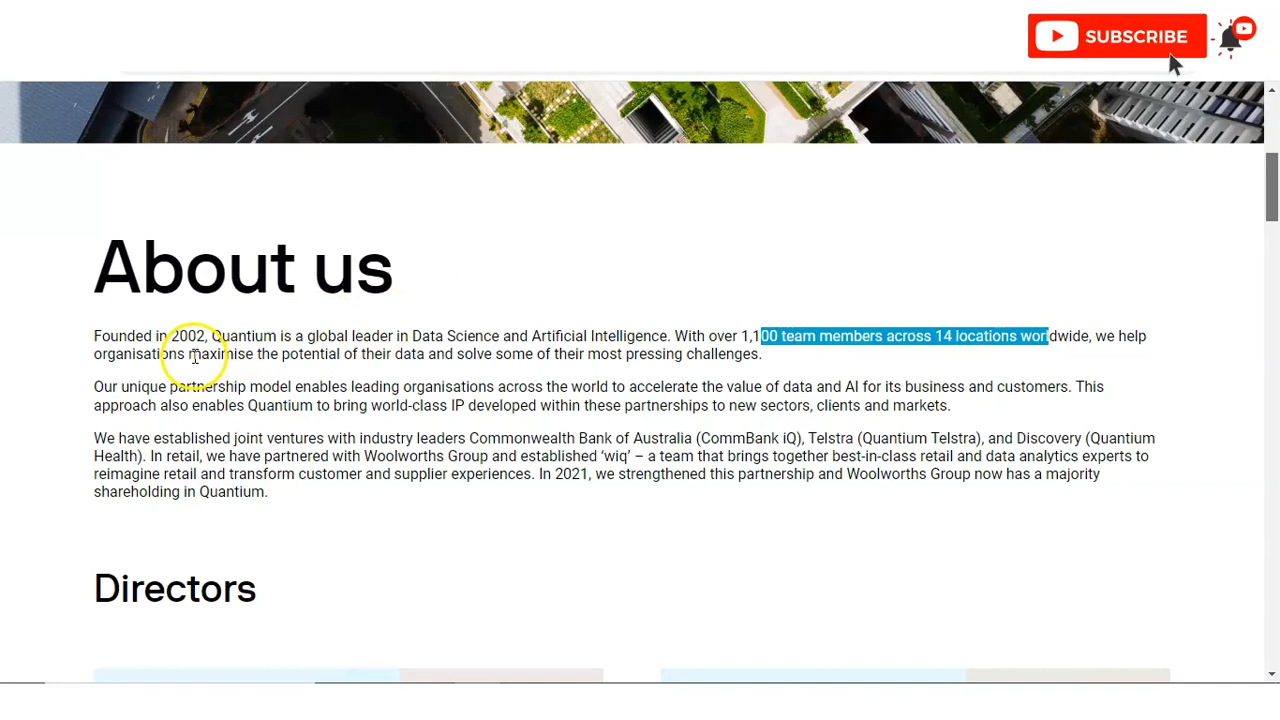 SUBSCRIBE
About us
Founded in 2002, Quantium is a global leader in Data Science and Artificial Intelligence. With over 1,100 team members across 14 locations worldwide, we help
organisations maximise the potential of their data and solve some of their most pressing challenges.
Our unique partnership model enables leading organisations across the world to accelerate the value of data and AI for its business and customers. This
approach also enables Quantium to bring world-class IP developed within these partnerships to new sectors, clients and markets.
We have established joint ventures with industry leaders Commonwealth Bank of Australia (CommBank iQ), Telstra (Quantium Telstra), and Discovery (Quantium
Health). In retail, we have partnered with Woolworths Group and established ‘wiq’ – a team that brings together best-in-class retail and data analytics experts to
reimagine retail and transform customer and supplier experiences. In 2021, we strengthened this partnership and Woolworths Group now has a majority
shareholding in Quantium.
Directors